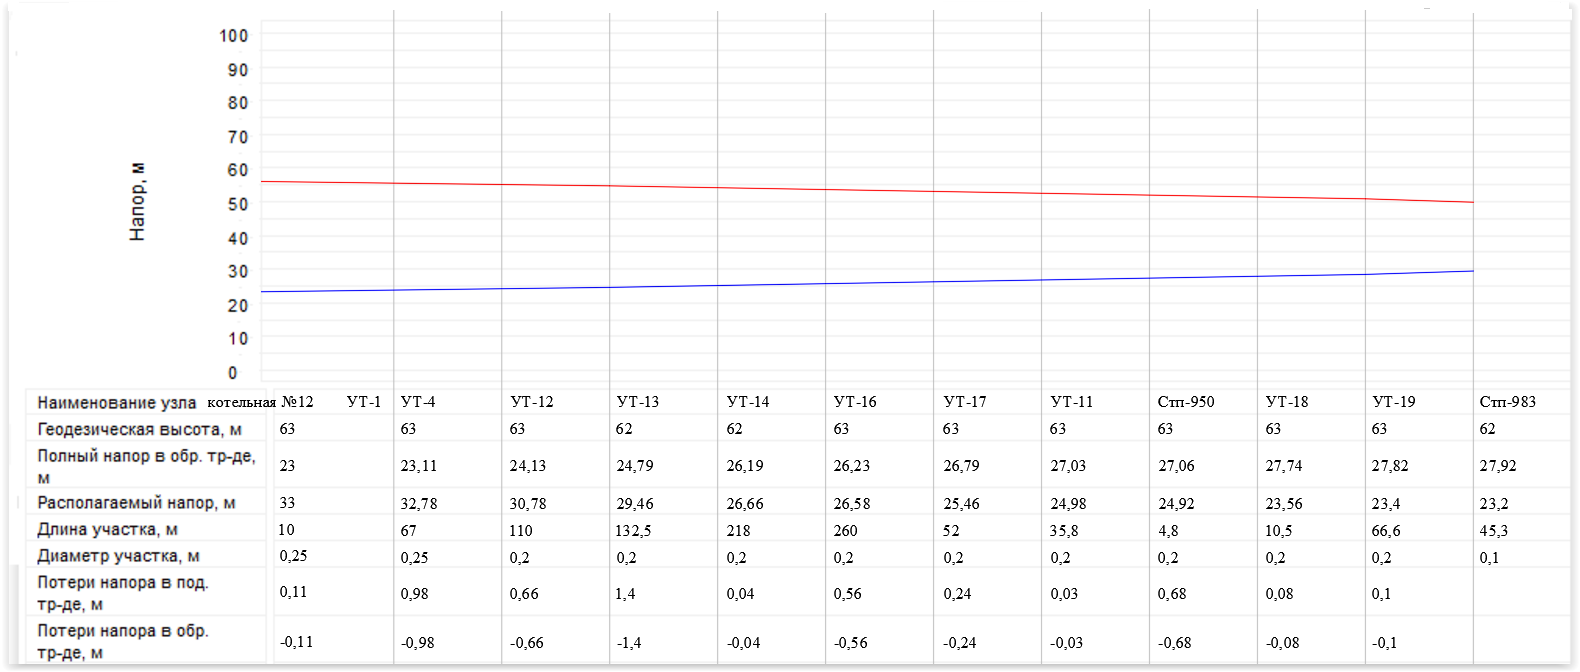 100
90
80
70
60
50
40
30
20
10
0
Напор, м
Наименование узла котельная №12 УТ-1 УТ-4 УТ-12 УТ-13 УТ-14 УТ-16 УТ-17 УТ-11 Стп-950 УТ-18 УТ-19 Стп-983
Геодезическая высота, м 63 63 63 62 62 63 63 63 63 63 63 62
Полный напор в обр. тр-де,
м 23 23,11 24,13 24,79 26,19 26,23 26,79 27,03 27,06 27,74 27,82 27,92
Располагаемый напор, м 33 32,78 30,78 29,46 26,66 26,58 25,46 24,98 24,92 23,56 23,4 23,2
Длина участка, м 10 67 110 132,5 218 260 52 35,8 4,8 10,5 66,6 45,3
Диаметр участка, м 0,25 0,25 0,2 0,2 0,2 0,2 0,2 0,2 0,2 0,2 0,2 0,1
Потери напора в под.
тр-де, м 0,11 0,98 0,66 1,4 0,04 0,56 0,24 0,03 0,68 0,08 0,1
Потери напора в обр.
тр-де, м -0,11 -0,98 -0,66 -1,4 -0,04 -0,56 -0,24 -0,03 -0,68 -0,08 -0,1